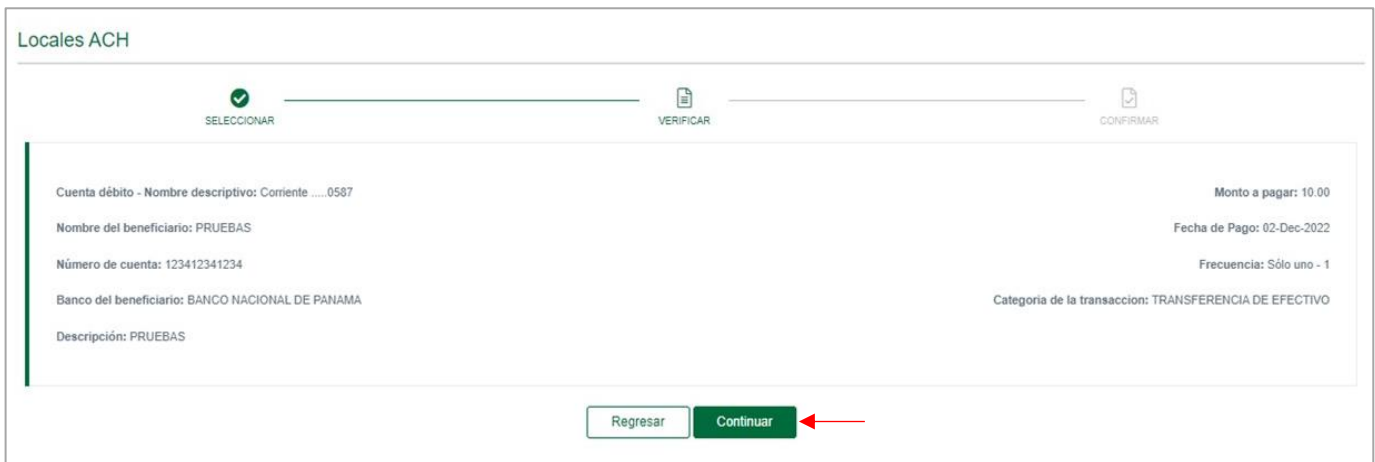 Locales ACH
SELECCIONAR
VERIFICAR
CONFIRMAR
Cuenta débito - Nombre descriptivo: Corriente .....0587
Monto a pagar: 10.00
Nombre del beneficiario: PRUEBAS
Fecha de Pago: 02-Dec-2022
Número de cuenta: 123412341234
Frecuencia: Sólo uno - 1
Banco del beneficiario: BANCO NACIONAL DE PANAMA
Categoria de la transaccion: TRANSFERENCIA DE EFECTIVO
Descripción: PRUEBAS
Regresar
Continuar